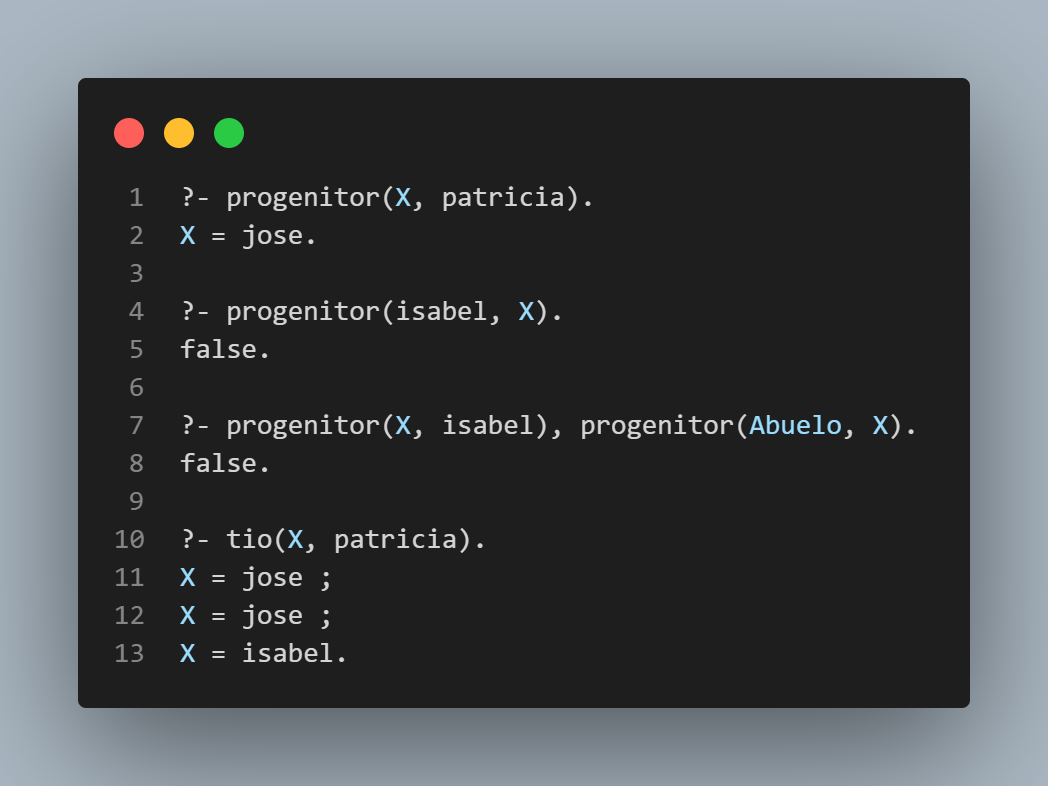 1 ?- progenitor(X, patricia).
2 X = jose.
3
4 ?- progenitor(isabel, X).
5 false.
6
7 ?- progenitor(X, isabel), progenitor(Abuelo, X).
8 false.
9
10 ?- tio(X, patricia).
11 X = jose ;
12 X = jose ;
13 X = isabel.